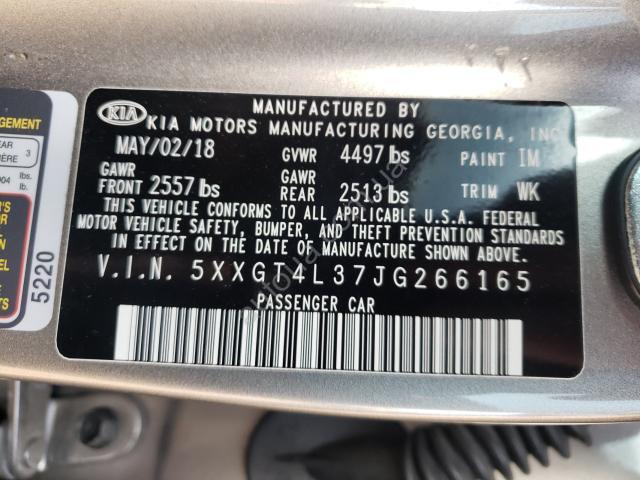 MANUFACTURED BY
KIA KIA MOTORS MANUFACTURING GEORGIA, INC
MAY/02/18 GVWR 4497 lbs PAINT IM
GAWR FRONT 2557 lbs GAWR REAR 2513 lbs TRIM WK
THIS VEHICLE CONFORMS TO ALL APPLICABLE U.S.A. FEDERAL
MOTOR VEHICLE SAFETY, BUMPER, AND THEFT PREVENTION STANDARDS
IN EFFECT ON THE DATE OF MANUFACTURE SHOWN ABOVE.
V.I.N. 5XXGT4L37JG266165
PASSENGER CAR
5220